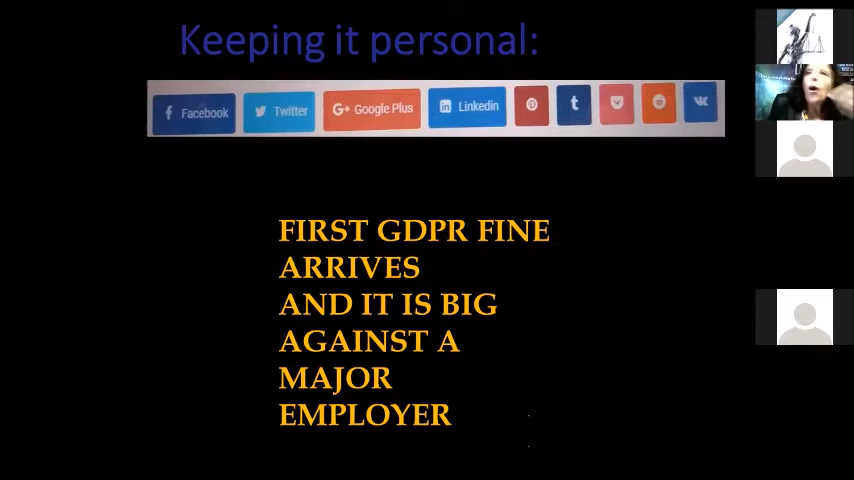 Keeping it personal:
Facebook Twitter Google Plus Linkedin
FIRST GDPR FINE
ARRIVES
AND IT IS BIG
AGAINST A
MAJOR
EMPLOYER